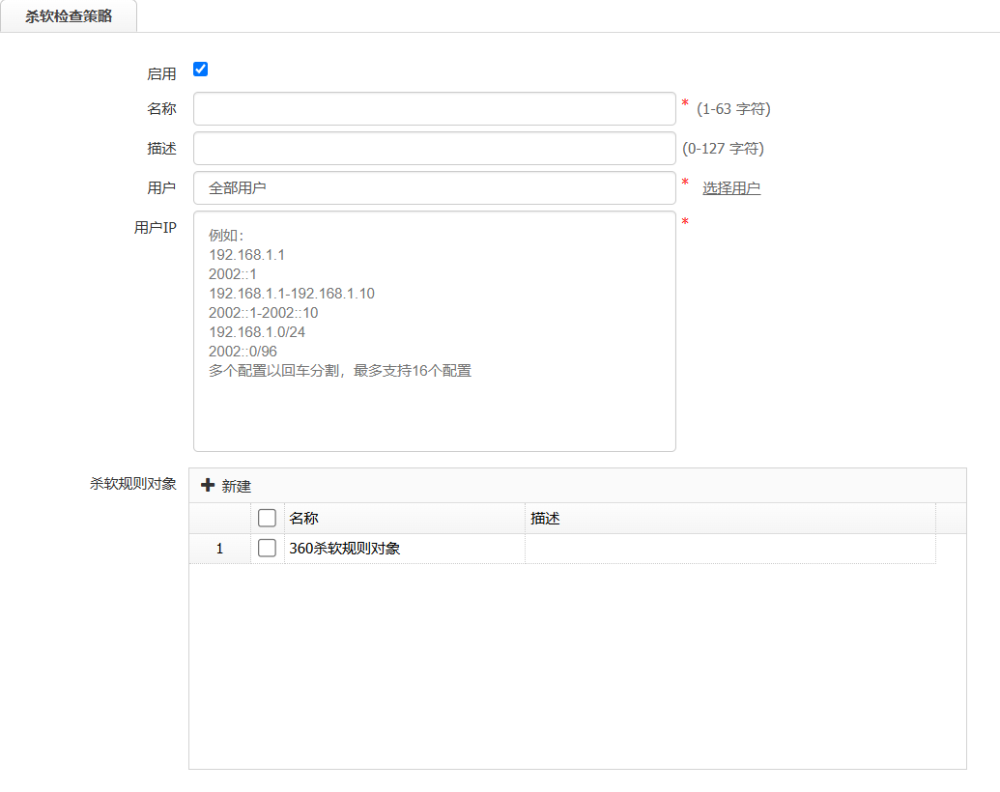 杀软检查策略
启用
名称 * (1-63 字符)
描述 (0-127 字符)
用户 全部用户 * 选择用户
用户IP *
例如：
192.168.1.1
2002::1
192.168.1.1-192.168.1.10
2002::1-2002::10
192.168.1.0/24
2002::0/96
多个配置以回车分割，最多支持16个配置
杀软规则对象
新建
名称 描述
1 360杀软规则对象